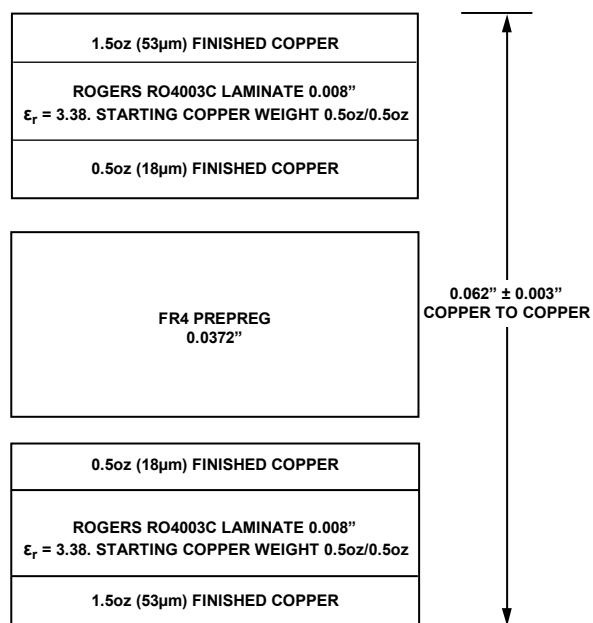 1.5oz (53µm) FINISHED COPPER
ROGERS RO4003C LAMINATE 0.008”
εr = 3.38. STARTING COPPER WEIGHT 0.5oz/0.5oz
0.5oz (18µm) FINISHED COPPER
FR4 PREPREG
0.0372”
0.062” ± 0.003”
COPPER TO COPPER
0.5oz (18µm) FINISHED COPPER
ROGERS RO4003C LAMINATE 0.008”
εr = 3.38. STARTING COPPER WEIGHT 0.5oz/0.5oz
1.5oz (53µm) FINISHED COPPER